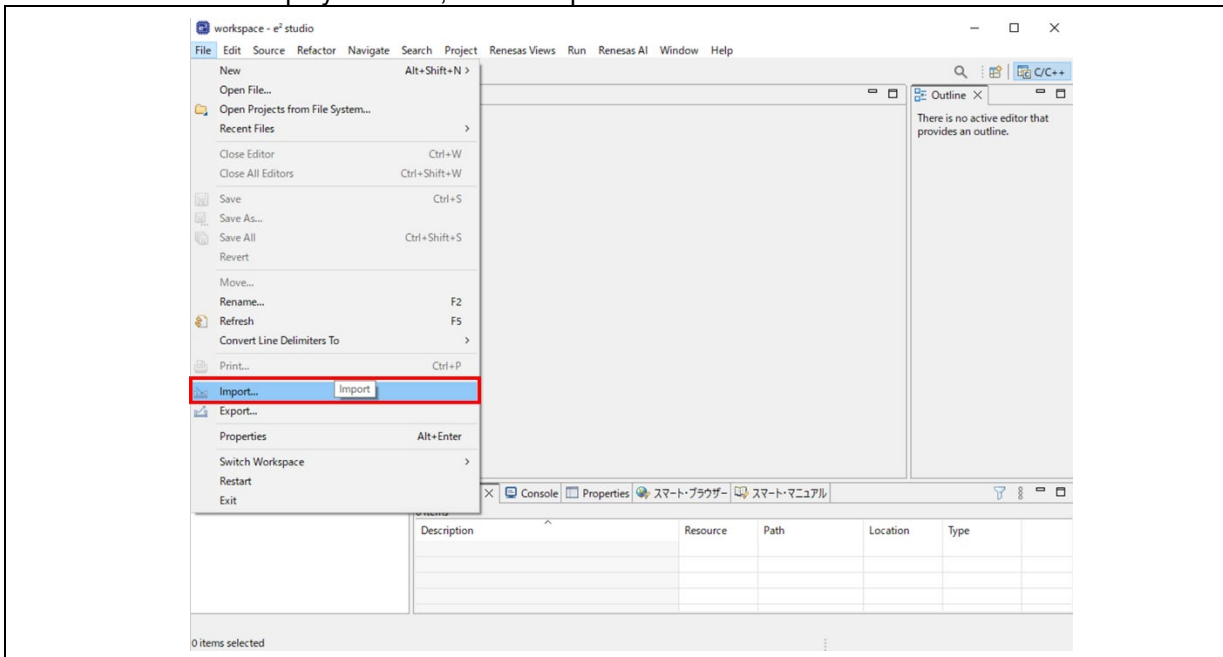 workspace - e² studio
File Edit Source Refactor Navigate Search Project Renesas Views Run Renesas AI Window Help
New Alt+Shift+N >
Open File...
Open Projects from File System...
Recent Files >
Close Editor Ctrl+W
Close All Editors Ctrl+Shift+W
Save Ctrl+S
Save As...
Save All Ctrl+Shift+S
Revert
Move...
Rename... F2
Refresh F5
Convert Line Delimiters To >
Print... Ctrl+P
Import... Import
Export...
Properties Alt+Enter
Switch Workspace >
Restart
Exit
C/C++
Outline
There is no active editor that
provides an outline.
Console Properties スマート・ブラウザー スマート・マニュアル
Description Resource Path Location Type
0 items selected